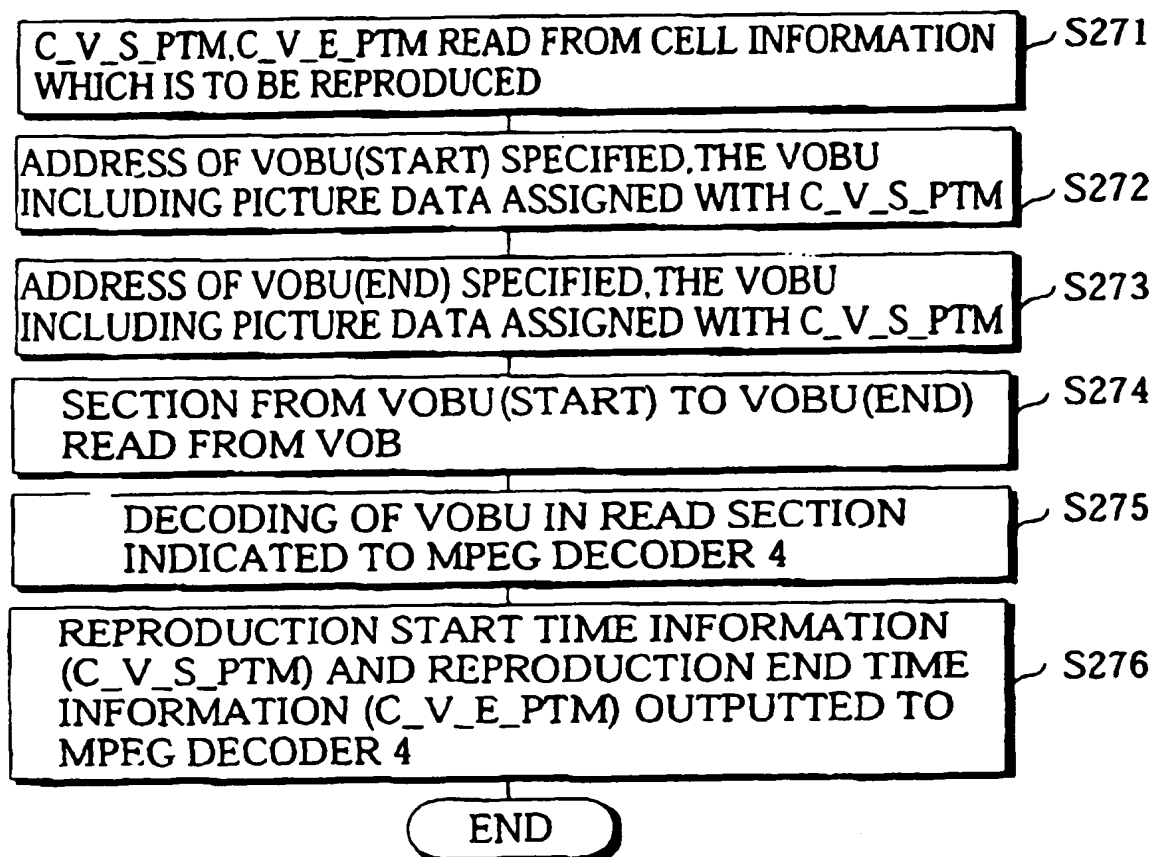 C_V_S_PTM,C_V_E_PTM READ FROM CELL INFORMATION
WHICH IS TO BE REPRODUCED
S271
ADDRESS OF VOBU(START) SPECIFIED,THE VOBU
INCLUDING PICTURE DATA ASSIGNED WITH C_V_S_PTM
S272
ADDRESS OF VOBU(END) SPECIFIED,THE VOBU
INCLUDING PICTURE DATA ASSIGNED WITH C_V_S_PTM
S273
SECTION FROM VOBU(START) TO VOBU(END)
READ FROM VOB
S274
DECODING OF VOBU IN READ SECTION
INDICATED TO MPEG DECODER 4
S275
REPRODUCTION START TIME INFORMATION
(C_V_S_PTM) AND REPRODUCTION END TIME
INFORMATION (C_V_E_PTM) OUTPUTTED TO
MPEG DECODER 4
S276
END